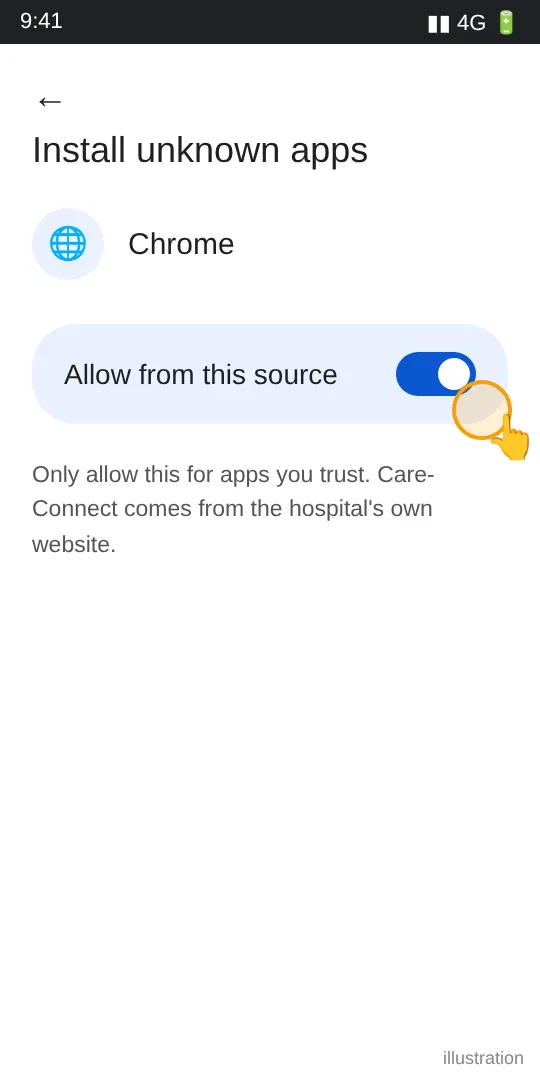 9:41
4G
←
Install unknown apps
Chrome
Allow from this source
Only allow this for apps you trust. Care-
Connect comes from the hospital's own
website.
illustration